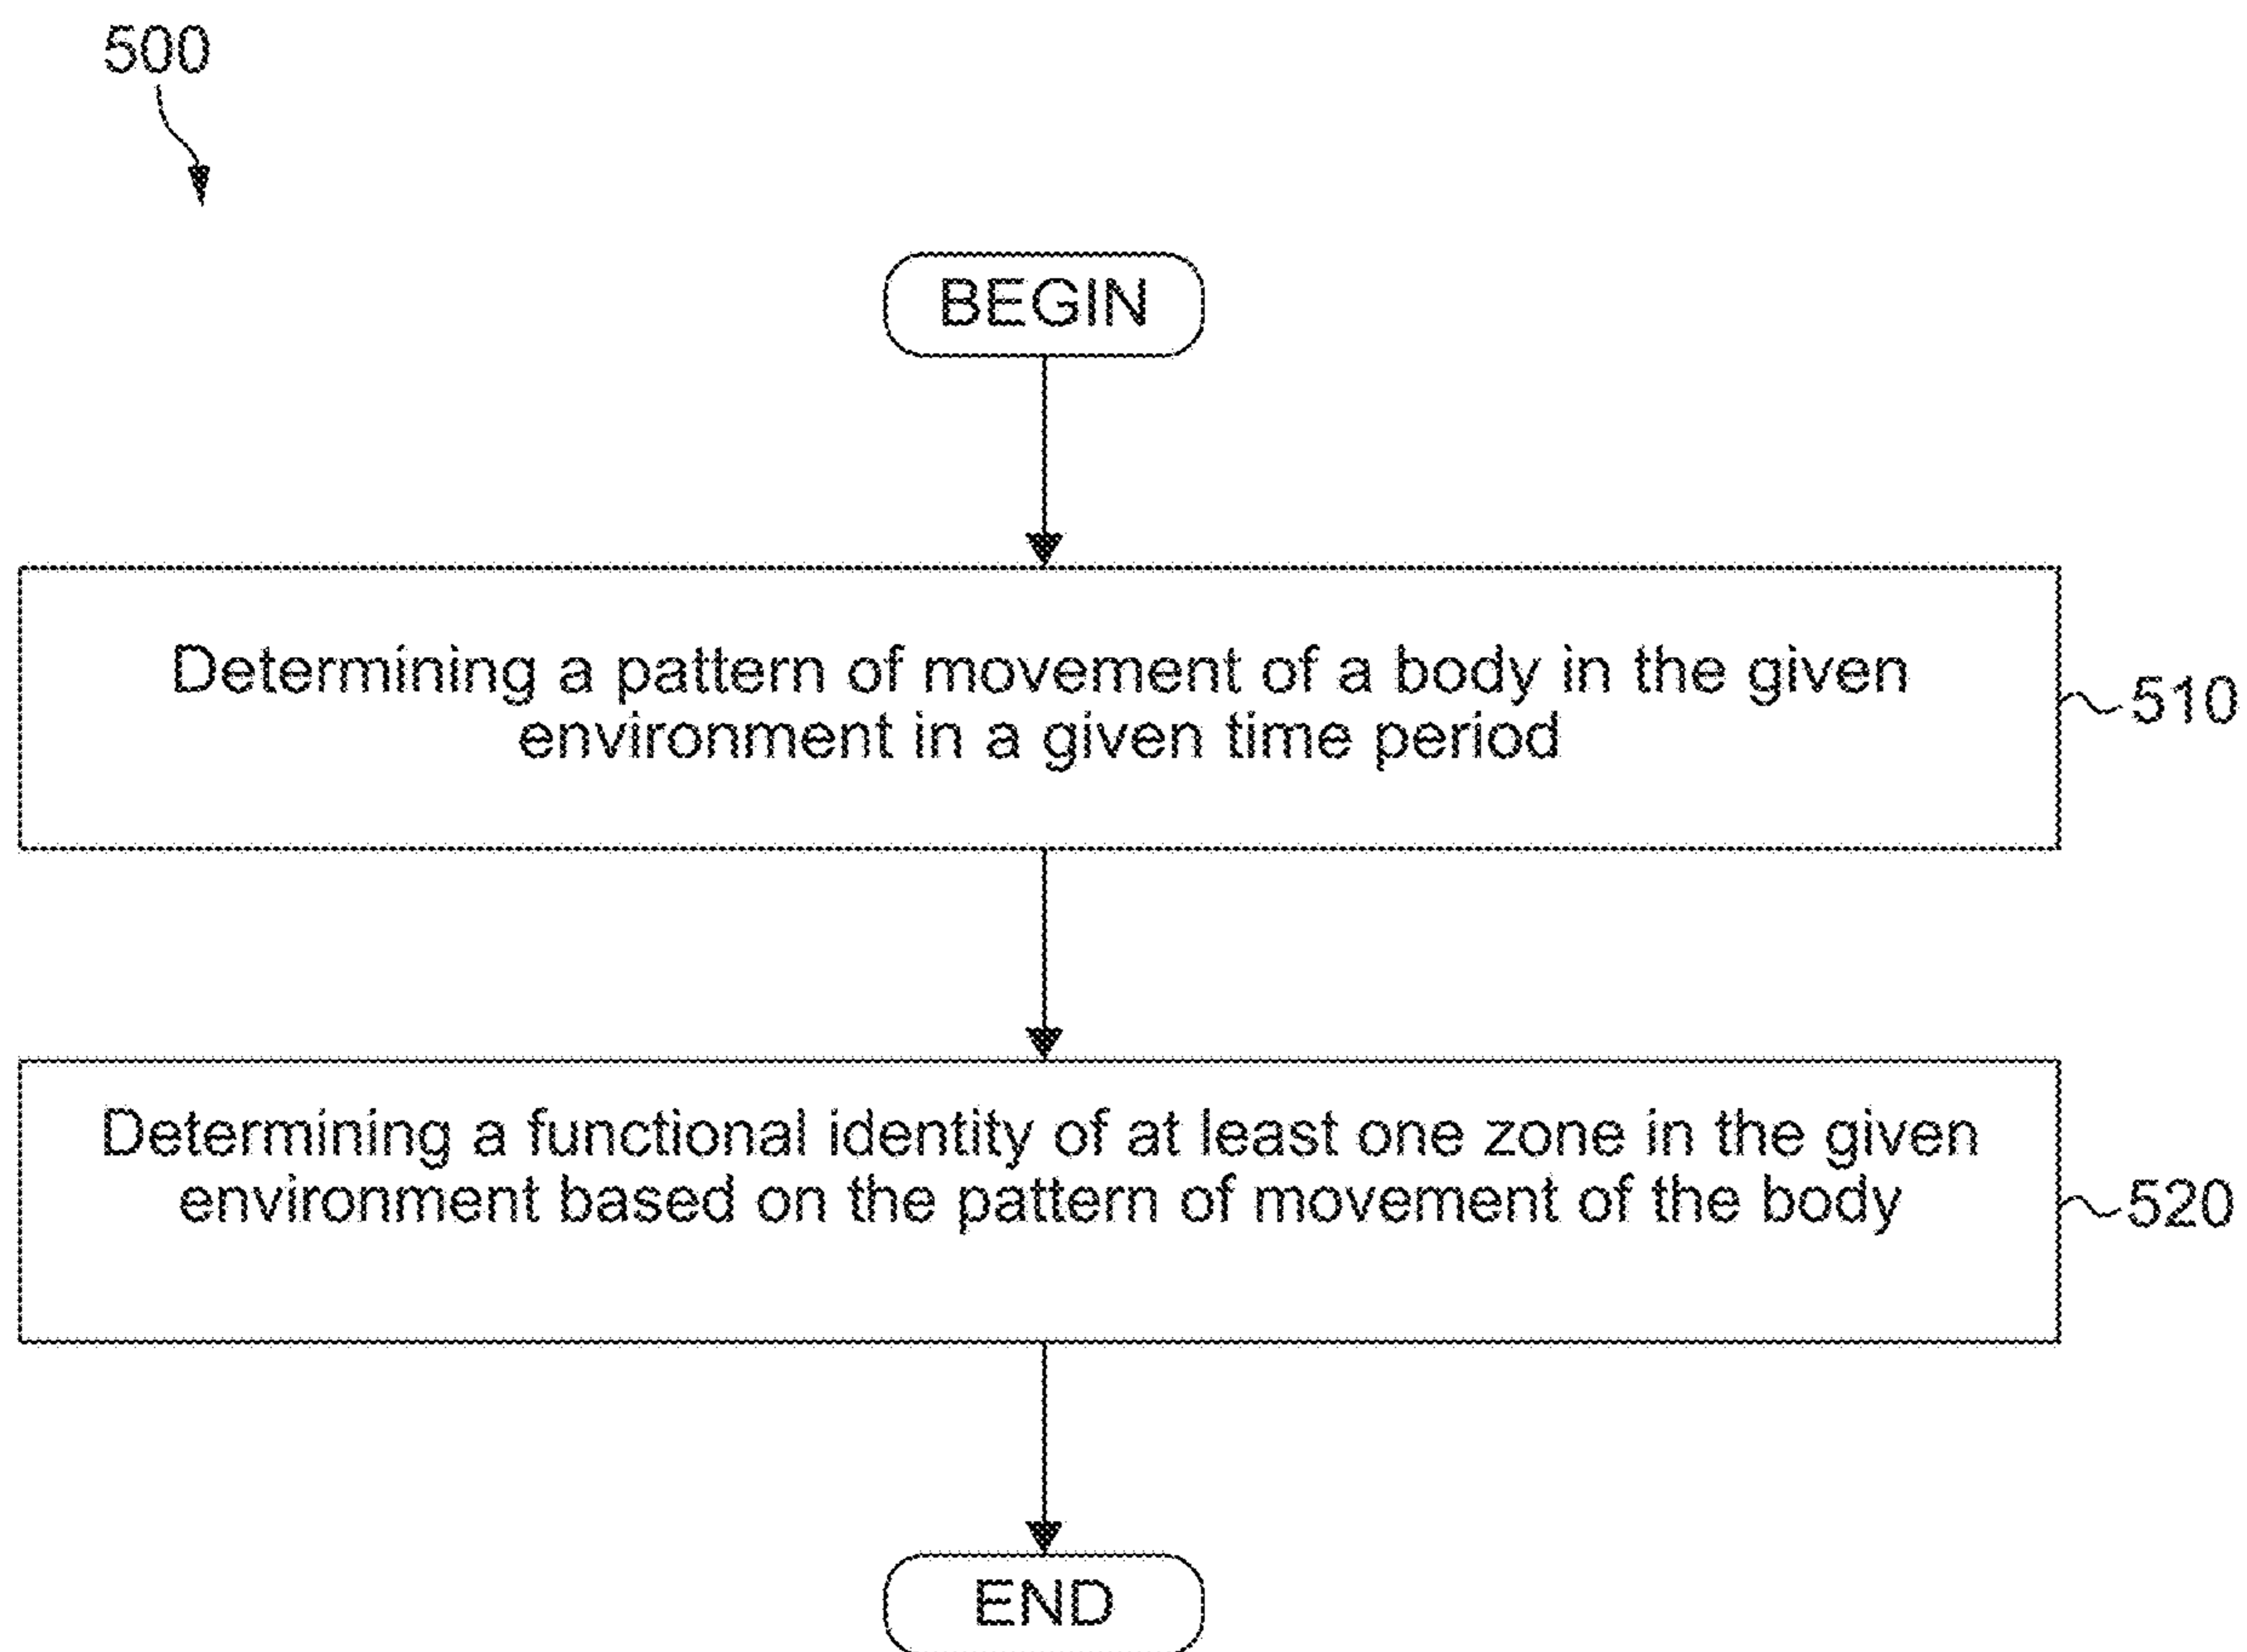 500
BEGIN
Determining a pattern of movement of a body in the given
environment in a given time period
510
Determining a functional identity of at least one zone in the given
environment based on the pattern of movement of the body
520
END